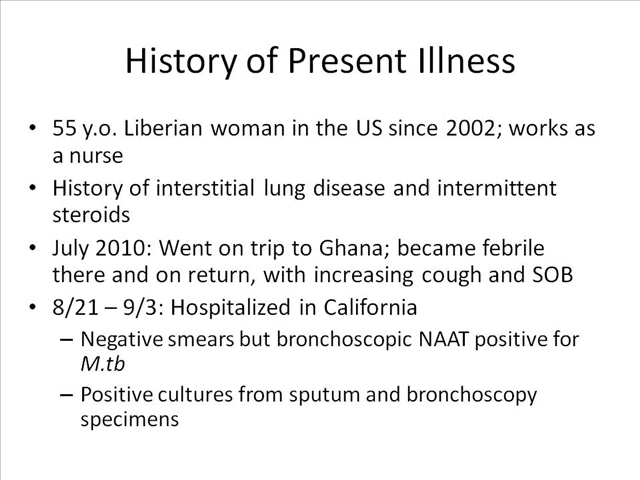 History of Present Illness
• 55 y.o. Liberian woman in the US since 2002; works as
a nurse
• History of interstitial lung disease and intermittent
steroids
• July 2010: Went on trip to Ghana; became febrile
there and on return, with increasing cough and SOB
• 8/21 – 9/3: Hospitalized in California
– Negative smears but bronchoscopic NAAT positive for
M.tb
– Positive cultures from sputum and bronchoscopy
specimens